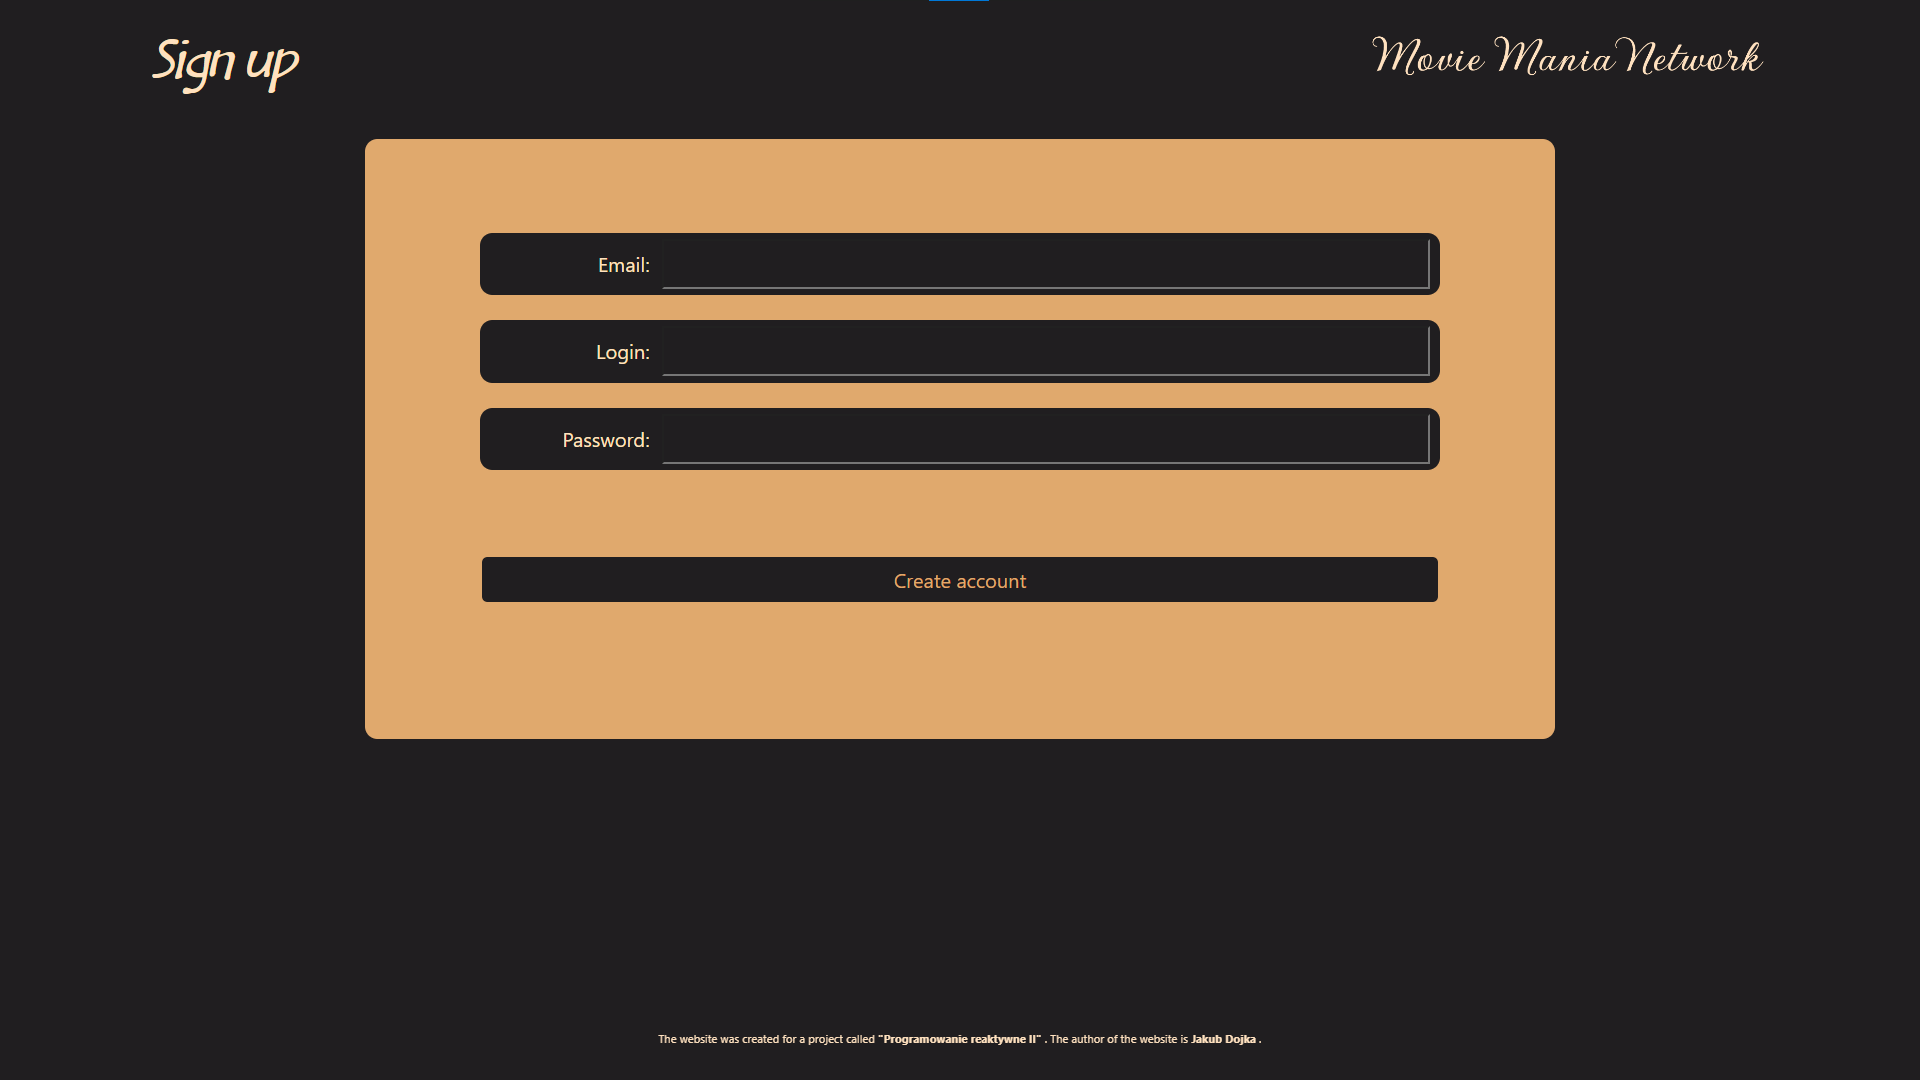 Sign up
Movie Mania Network
Email:
Login:
Password:
Create account
The website was created for a project called "Programowanie reaktywne II" . The author of the website is Jakub Dojka .